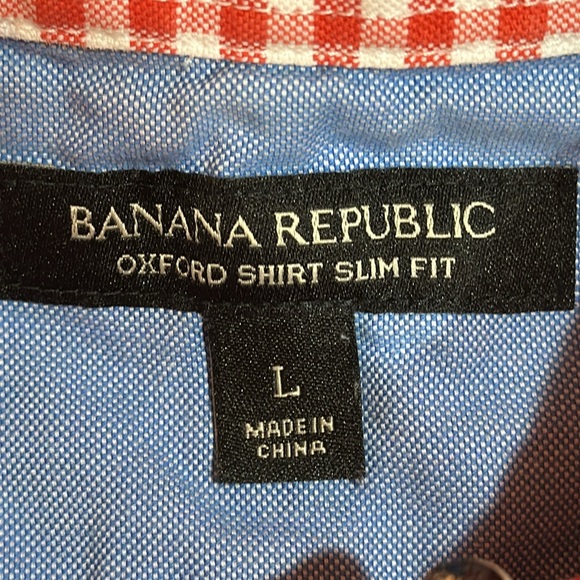 BANANA REPUBLIC
OXFORD SHIRT SLIM FIT
L
MADE IN
CHINA